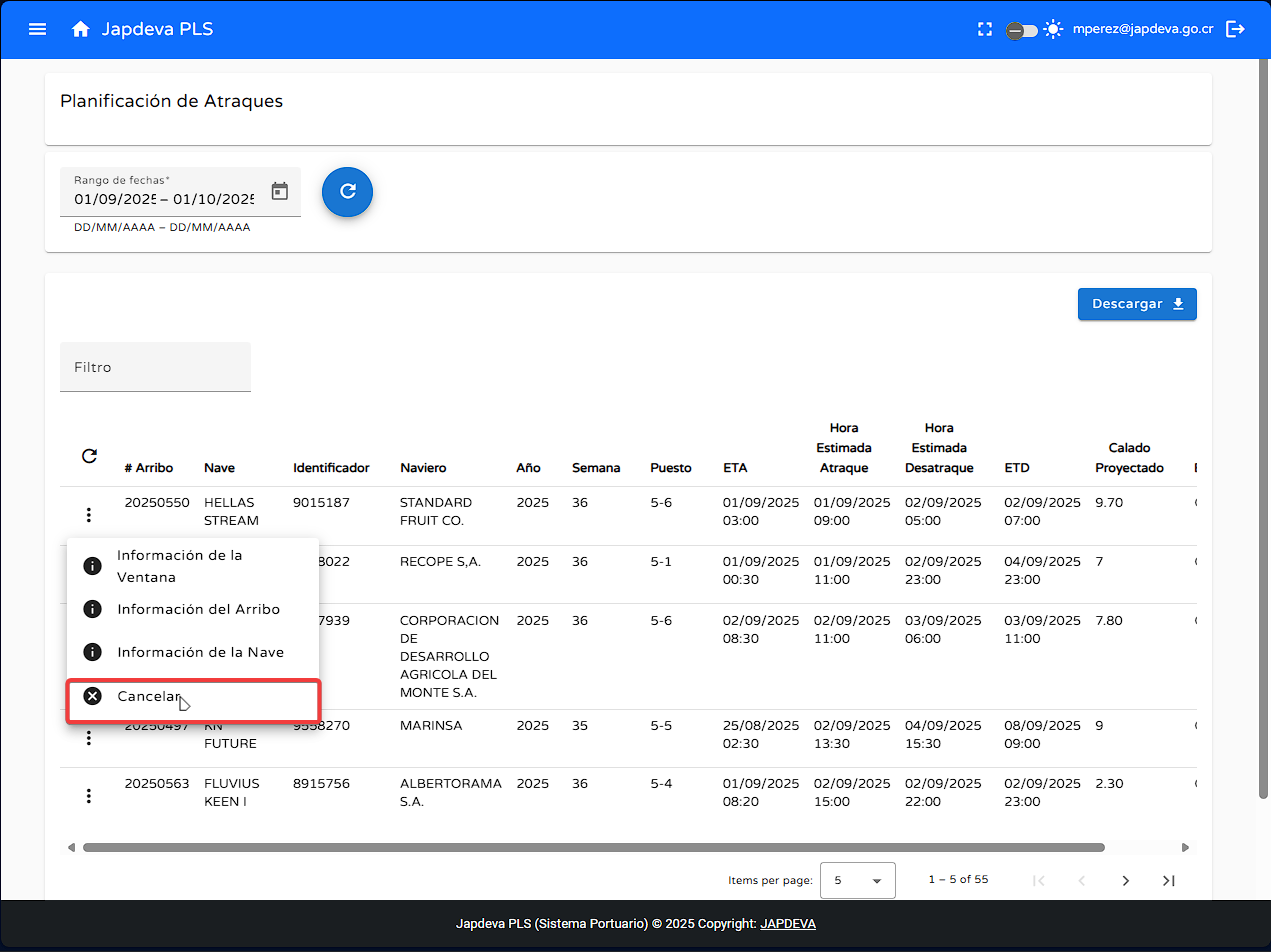 Japdeva PLS
mperez@japdeva.go.cr
Planificación de Atraques
Rango de fechas*
01/09/2025 – 01/10/2025
DD/MM/AAAA – DD/MM/AAAA
Descargar
Filtro
# Arribo Nave Identificador Naviero Año Semana Puesto ETA Hora Estimada Atraque Hora Estimada Desatraque ETD Calado Proyectado
20250550 HELLAS 9015187 STANDARD 2025 36 5-6 01/09/2025 01/09/2025 02/09/2025 02/09/2025 9.70
STREAM FRUIT CO. 03:00 09:00 05:00 07:00
Información de la
Ventana
Información del Arribo
Información de la Nave
Cancelar
8022 RECOPE S,A. 2025 36 5-1 01/09/2025 01/09/2025 02/09/2025 04/09/2025 7
00:30 11:00 23:00 23:00
7939 CORPORACION 2025 36 5-6 02/09/2025 02/09/2025 03/09/2025 03/09/2025 7.80
DE 08:30 11:00 06:00 11:00
DESARROLLO
AGRICOLA DEL
MONTE S.A.
20250497 KN 9558270 MARINSA 2025 35 5-5 25/08/2025 02/09/2025 04/09/2025 08/09/2025 9
FUTURE 02:30 13:30 15:30 09:00
20250563 FLUVIUS 8915756 ALBERTORAMA 2025 36 5-4 01/09/2025 02/09/2025 02/09/2025 02/09/2025 2.30
KEEN I S.A. 08:20 15:00 22:00 23:00
Items per page: 5 1 – 5 of 55
Japdeva PLS (Sistema Portuario) © 2025 Copyright: JAPDEVA